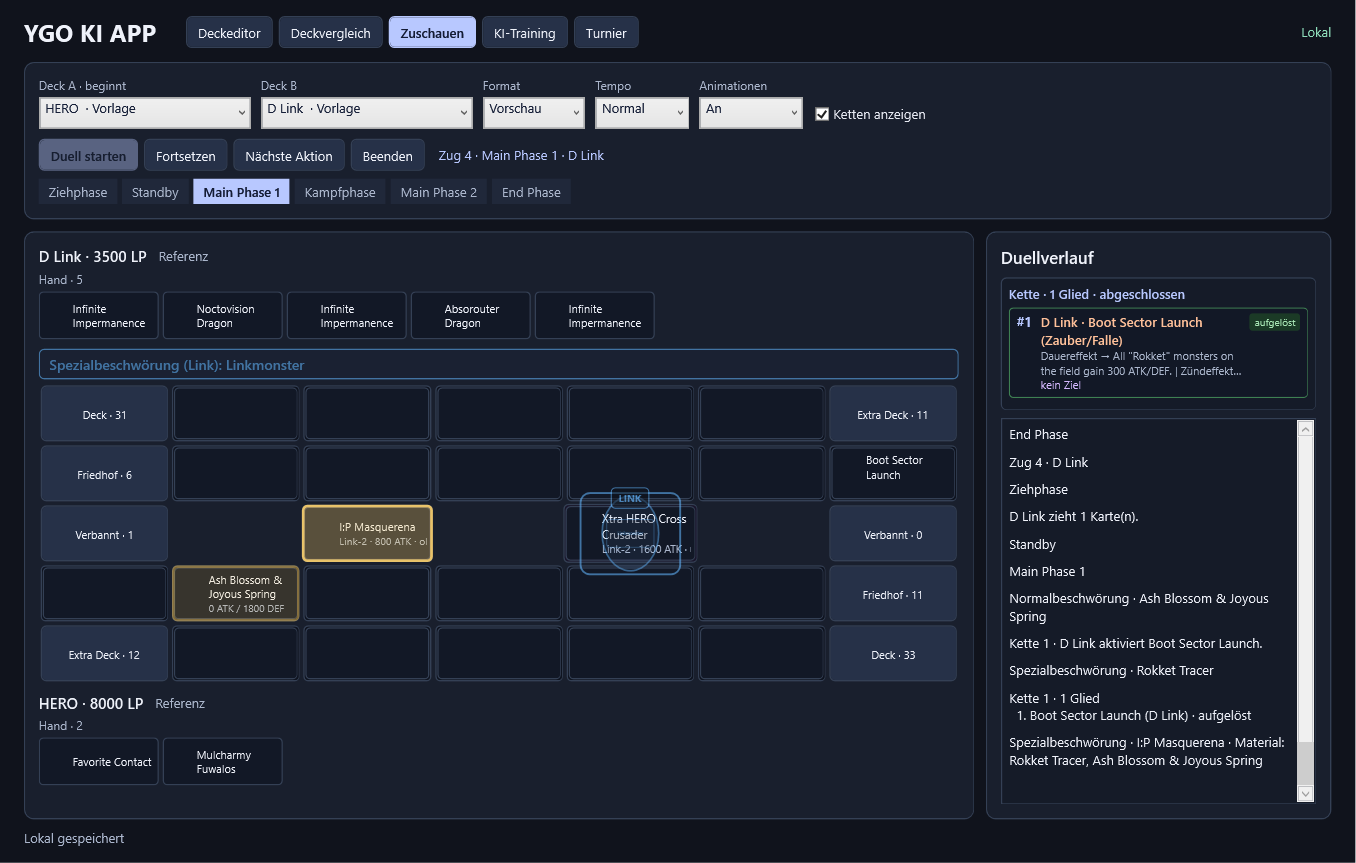 YGO KI APP
Deckeditor
Deckvergleich
Zuschauen
KI-Training
Turnier
Lokal
Deck A · beginnt
Deck B
Format
Tempo
Animationen
HERO · Vorlage
D Link · Vorlage
Vorschau
Normal
An
Ketten anzeigen
Duell starten
Fortsetzen
Nächste Aktion
Beenden
Zug 4 · Main Phase 1 · D Link
Ziehphase
Standby
Main Phase 1
Kampfphase
Main Phase 2
End Phase
D Link · 3500 LP
Referenz
Hand · 5
Infinite
Impermanence
Noctovision
Dragon
Infinite
Impermanence
Absorouter
Dragon
Infinite
Impermanence
Spezialbeschwörung (Link): Linkmonster
Deck · 31
Extra Deck · 11
Friedhof · 6
Boot Sector
Launch
Verbannt · 1
I:P Masquerena
Link-2 · 800 ATK ·
LINK
Xtra HERO Cross
Crusader
Link-2 · 1600 ATK ·
Verbannt · 0
Ash Blossom &
Joyous Spring
0 ATK / 1800 DEF
Friedhof · 11
Extra Deck · 12
Deck · 33
HERO · 8000 LP
Referenz
Hand · 2
Favorite Contact
Mulcharmy
Fuwalos
Duellverlauf
Kette · 1 Glied · abgeschlossen
#1
D Link · Boot Sector Launch
(Zauber/Falle)
aufgelöst
Dauereffekt → All "Rokket" monsters on
the field gain 300 ATK/DEF. | Zündeffekt...
kein Ziel
End Phase
Zug 4 · D Link
Ziehphase
D Link zieht 1 Karte(n).
Standby
Main Phase 1
Normalbeschwörung · Ash Blossom & Joyous
Spring
Kette 1 · D Link aktiviert Boot Sector Launch.
Spezialbeschwörung · Rokket Tracer
Kette 1 · 1 Glied
1. Boot Sector Launch (D Link) · aufgelöst
Spezialbeschwörung · I:P Masquerena · Material:
Rokket Tracer, Ash Blossom & Joyous Spring
Lokal gespeichert